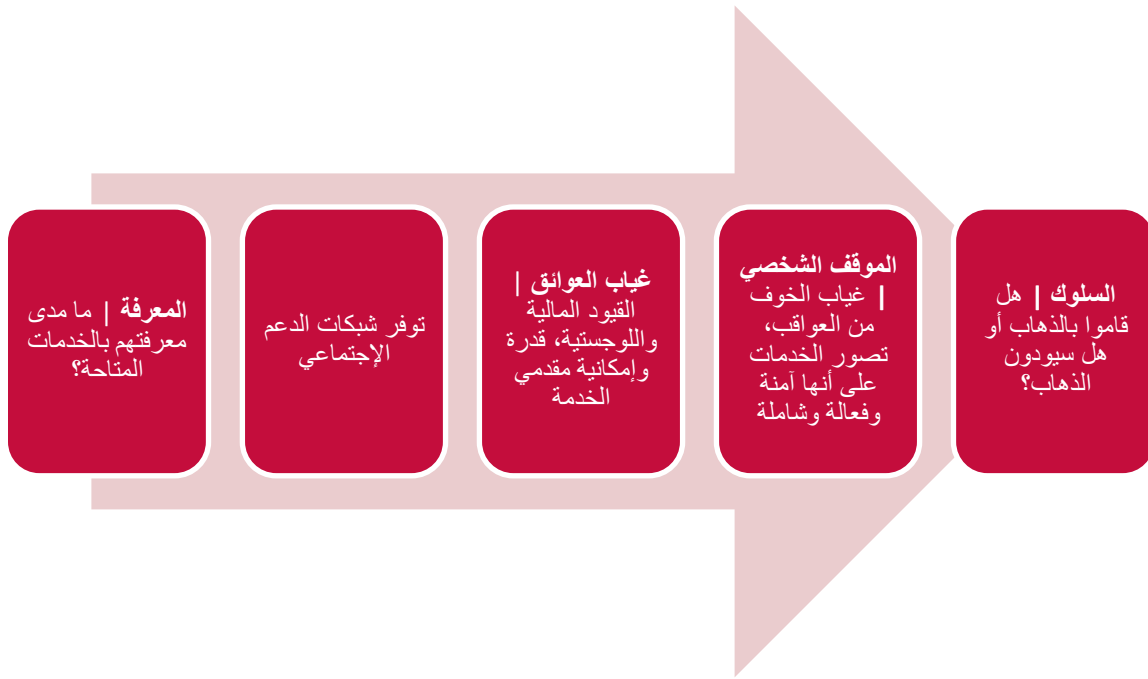 المعرفة | ما مدى
معرفتهم بالخدمات
المتاحة؟
توفر شبكات الدعم
الإجتماعي
غياب العوائق |
القيود المالية
واللوجستية، قدرة
وإمكانية مقدمي
الخدمة
الموقف الشخصي
| غياب الخوف
من العواقب،
تصور الخدمات
على أنها آمنة
وفعالة وشاملة
السلوك | هل
قاموا بالذهاب أو
هل سيودون
الذهاب؟